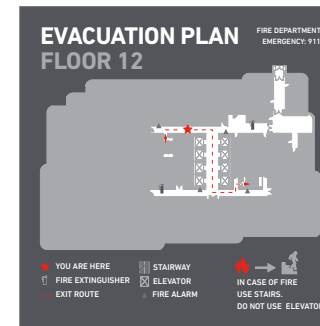 EVACUATION PLAN
FLOOR 12
FIRE DEPARTMENT
EMERGENCY: 911
YOU ARE HERE
FIRE EXTINGUISHER
EXIT ROUTE
STAIRWAY
ELEVATOR
FIRE ALARM
IN CASE OF FIRE
USE STAIRS.
DO NOT USE ELEVATOR